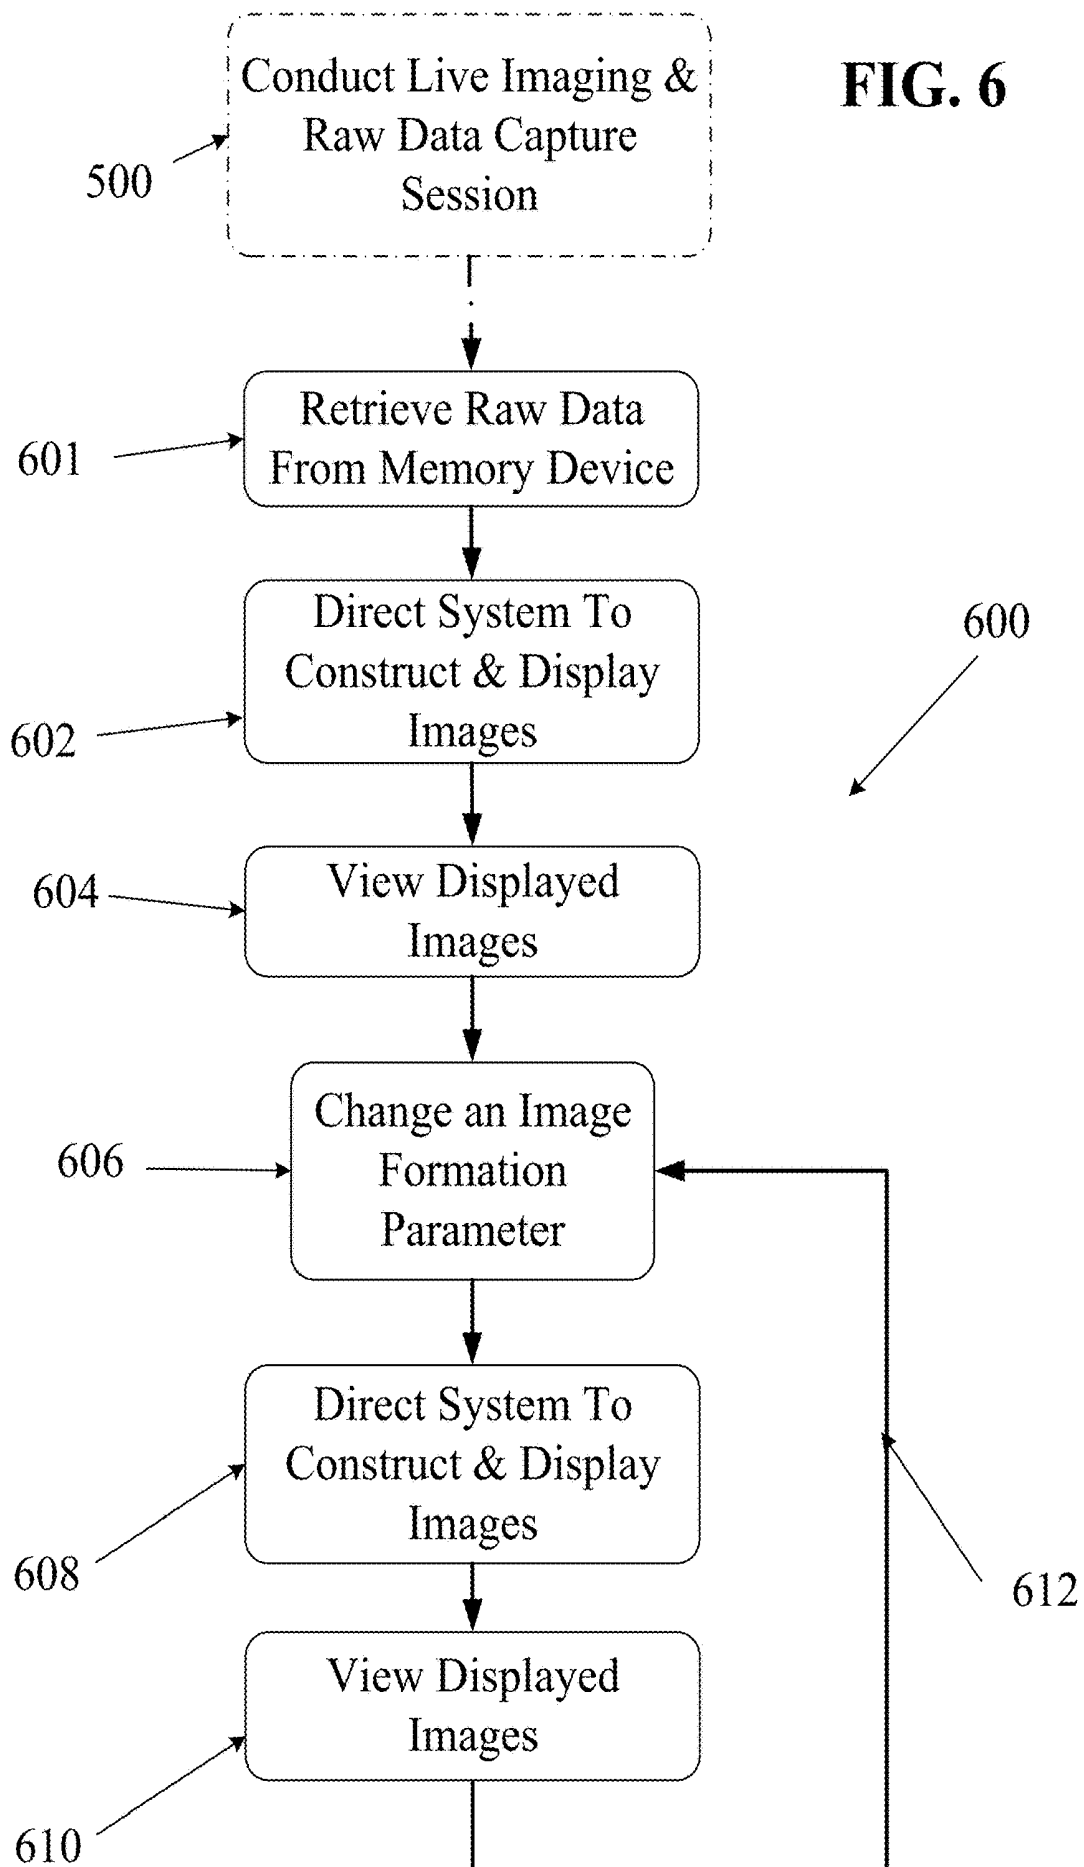 FIG. 6
Conduct Live Imaging &
Raw Data Capture
Session
500
Retrieve Raw Data
From Memory Device
601
Direct System To
Construct & Display
Images
600
602
View Displayed
Images
604
Change an Image
Formation
Parameter
606
Direct System To
Construct & Display
Images
608
612
View Displayed
Images
610